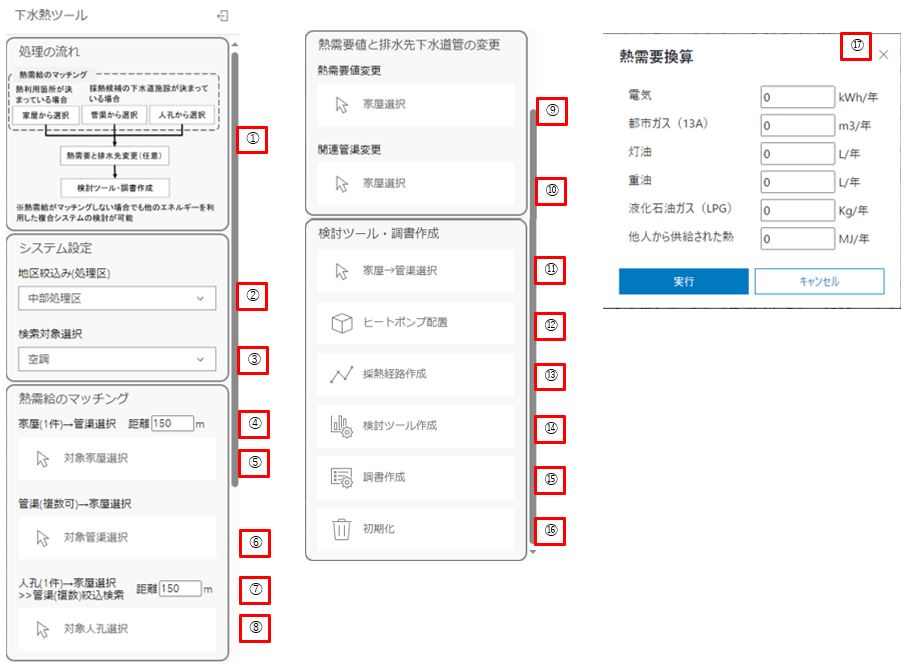 下水熱ツール
処理の流れ
熱需給のマッチング
熱利用箇所が決
まっている場合
採熱候補の下水道施設が決まって
いる場合
家屋から選択
管渠から選択
人孔から選択
熱需要と排水先変更(任意)
検討ツール・調書作成
※熱需給がマッチングしない場合でも他のエネルギーを利
用した複合システムの検討が可能
①
システム設定
地区絞込み(処理区)
中部処理区
②
検索対象選択
空調
③
熱需給のマッチング
家屋(1件)→管渠選択 距離 150 m
④
対象家屋選択
⑤
管渠(複数可)→家屋選択
対象管渠選択
⑥
人孔(1件)→家屋選択
>>管渠(複数)絞込検索
距離 150 m
⑦
対象人孔選択
⑧
熱需要値と排水先下水道管の変更
熱需要値変更
家屋選択
⑨
関連管渠変更
家屋選択
⑩
検討ツール・調書作成
家屋→管渠選択
⑪
ヒートポンプ配置
⑫
採熱経路作成
⑬
検討ツール作成
⑭
調書作成
⑮
初期化
⑯
⑰
熱需要換算
電気 0 kWh/年
都市ガス（13A） 0 m3/年
灯油 0 L/年
重油 0 L/年
液化石油ガス（LPG） 0 Kg/年
他人から供給された熱 0 MJ/年
実行
キャンセル